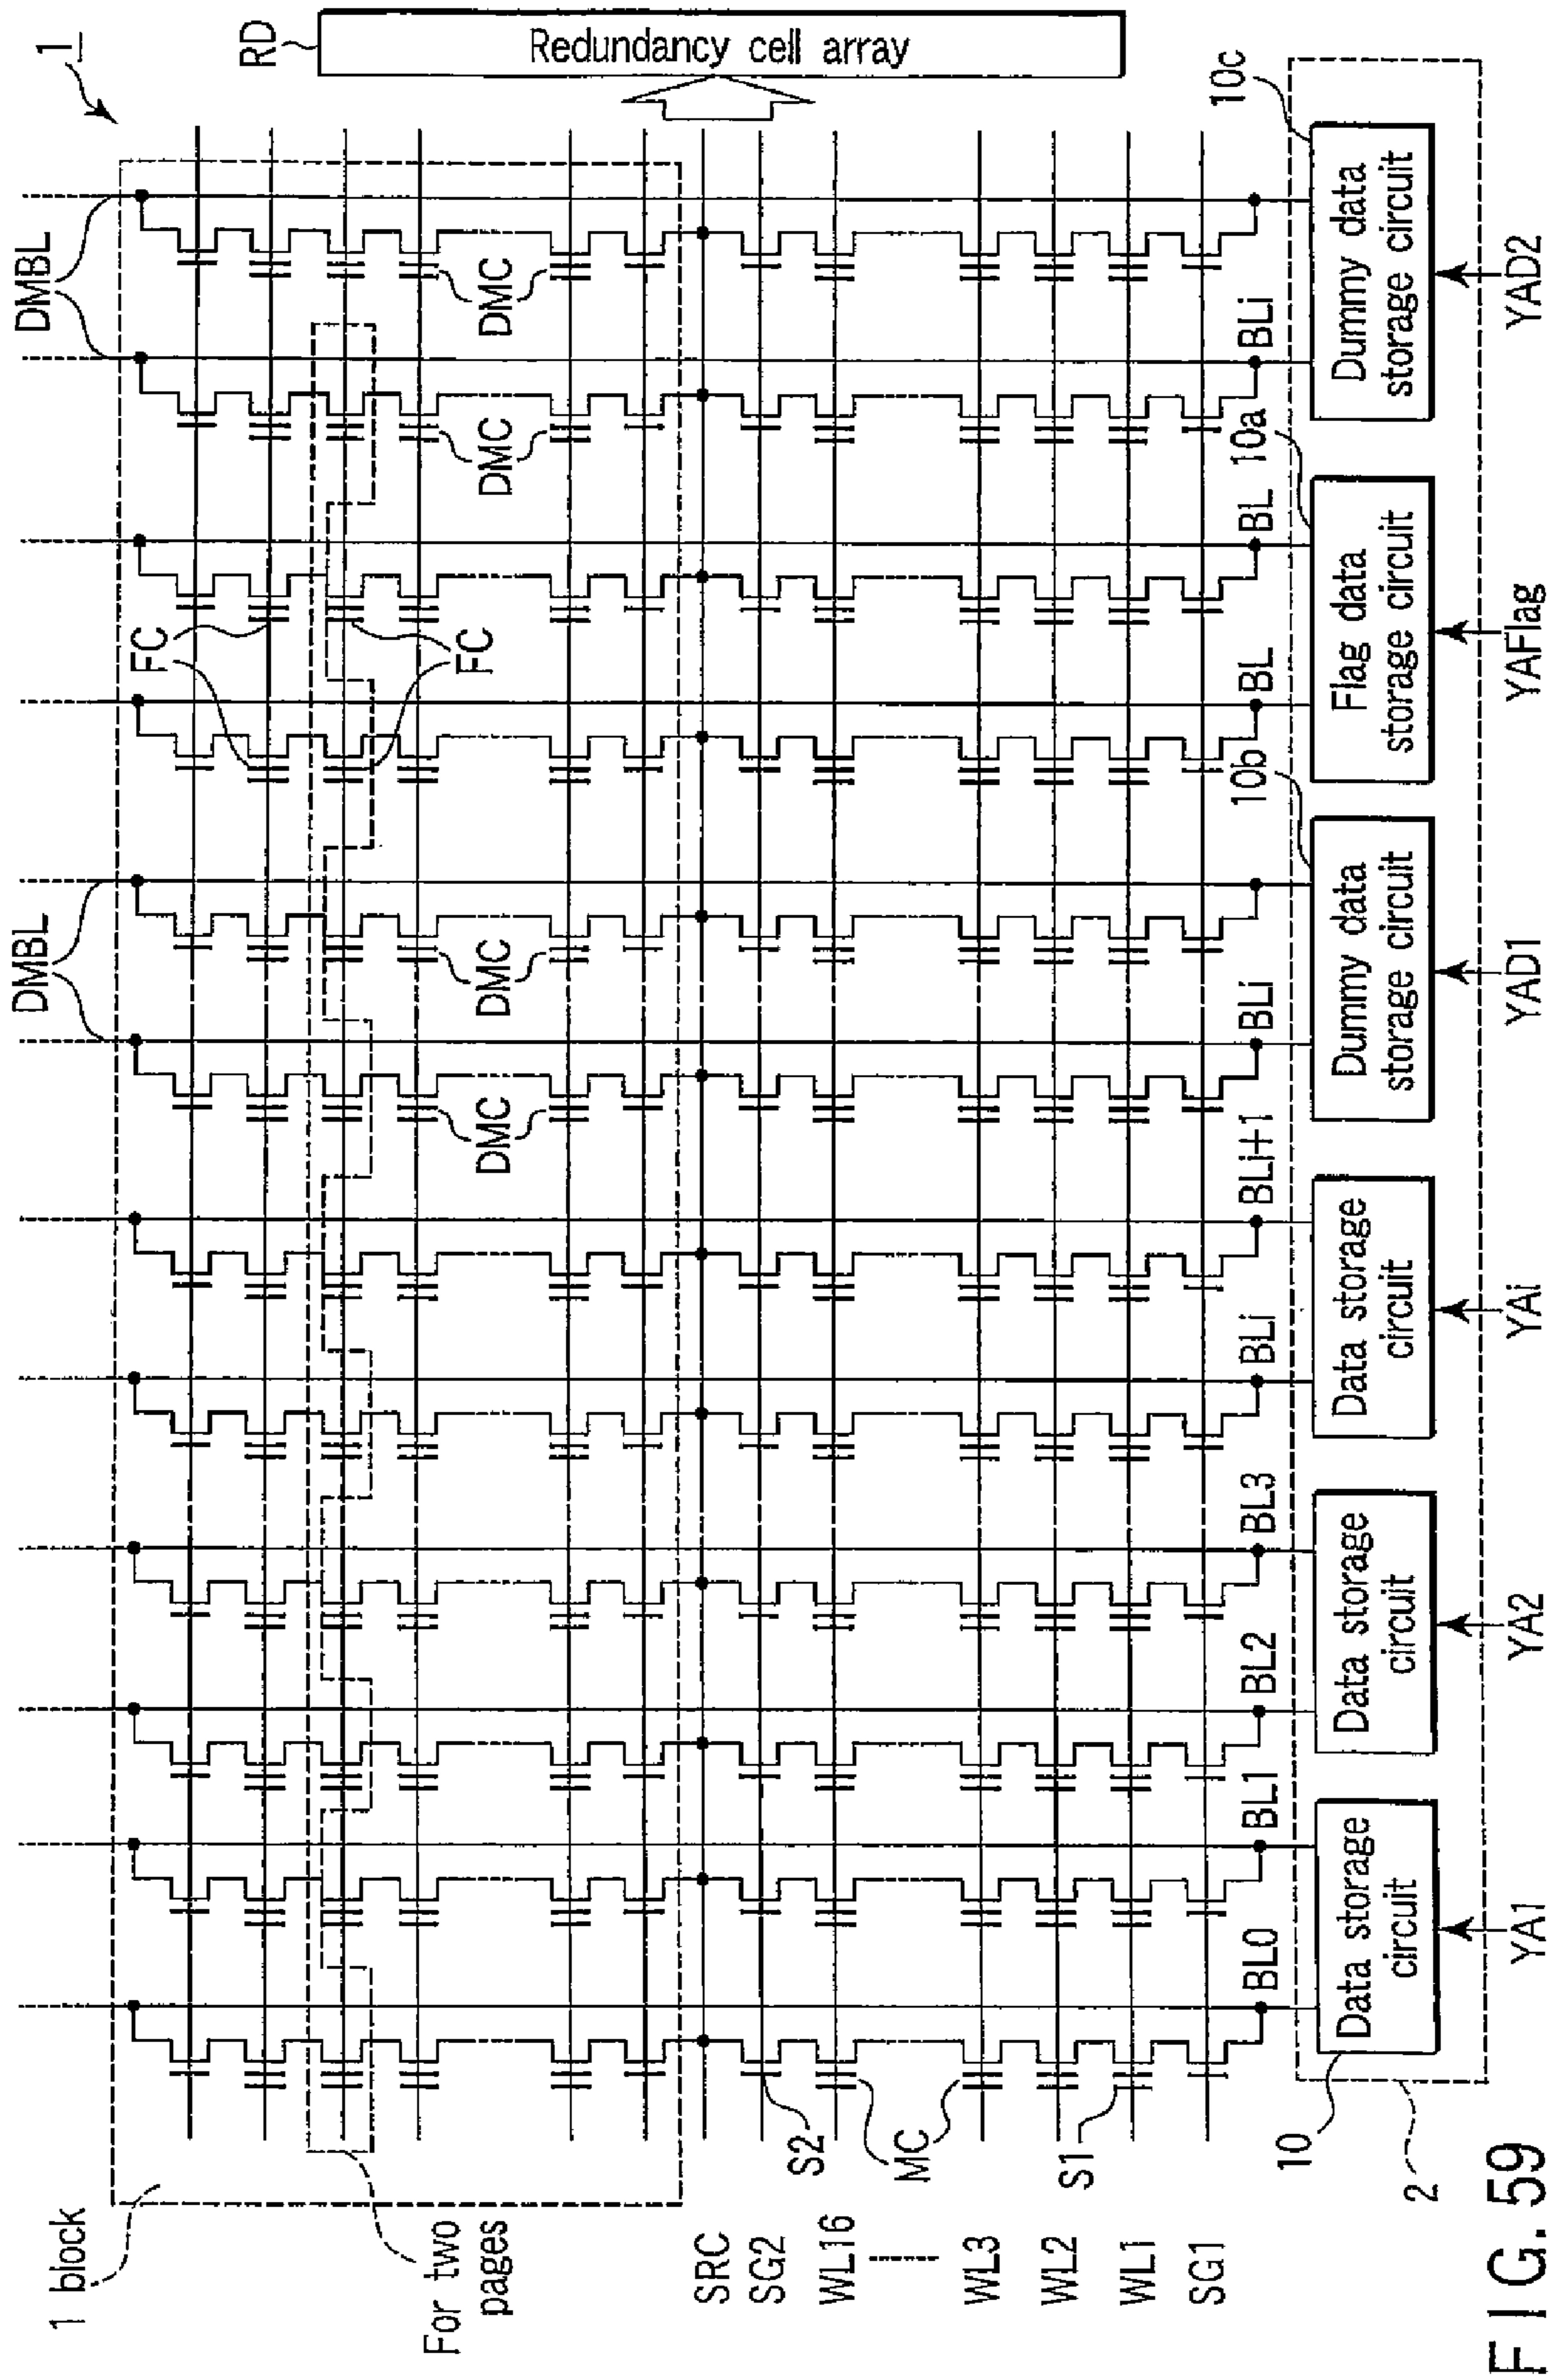 1
RD
Redundancy cell array
DMBL
DMBL
1 block
FC
FC
DMC
DMC
DMC
DMC
For two
pages
SRC
SG2
WL16
WL3
WL2
WL1
SG1
S2
MC
S1
BL0
BL1
BL2
BL3
BLi
BLi+1
BLi
BL
BL
BLi
10
10b
10a
10c
2
Data storage
circuit
Data storage
circuit
Data storage
circuit
Dummy data
storage circuit
Flag data
storage circuit
Dummy data
storage circuit
YA1
YA2
YAi
YAD1
YAFlag
YAD2
FIG. 59